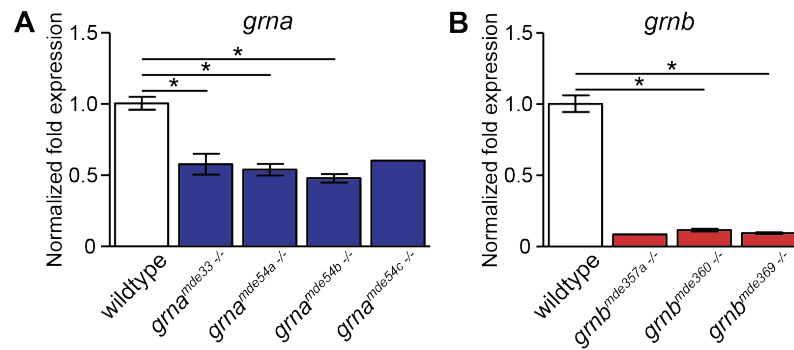 A
grna
Normalized fold expression
1.5
1.0
0.5
0
*
*
*
wildtype
grna mde33 -/-
grna mde54a -/-
grna mde54b -/-
grna mde54c -/-
B
grnb
Normalized fold expression
1.5
1.0
0.5
0
*
*
wildtype
grnb mde357a -/-
grnb mde360 -/-
grnb mde369 -/-